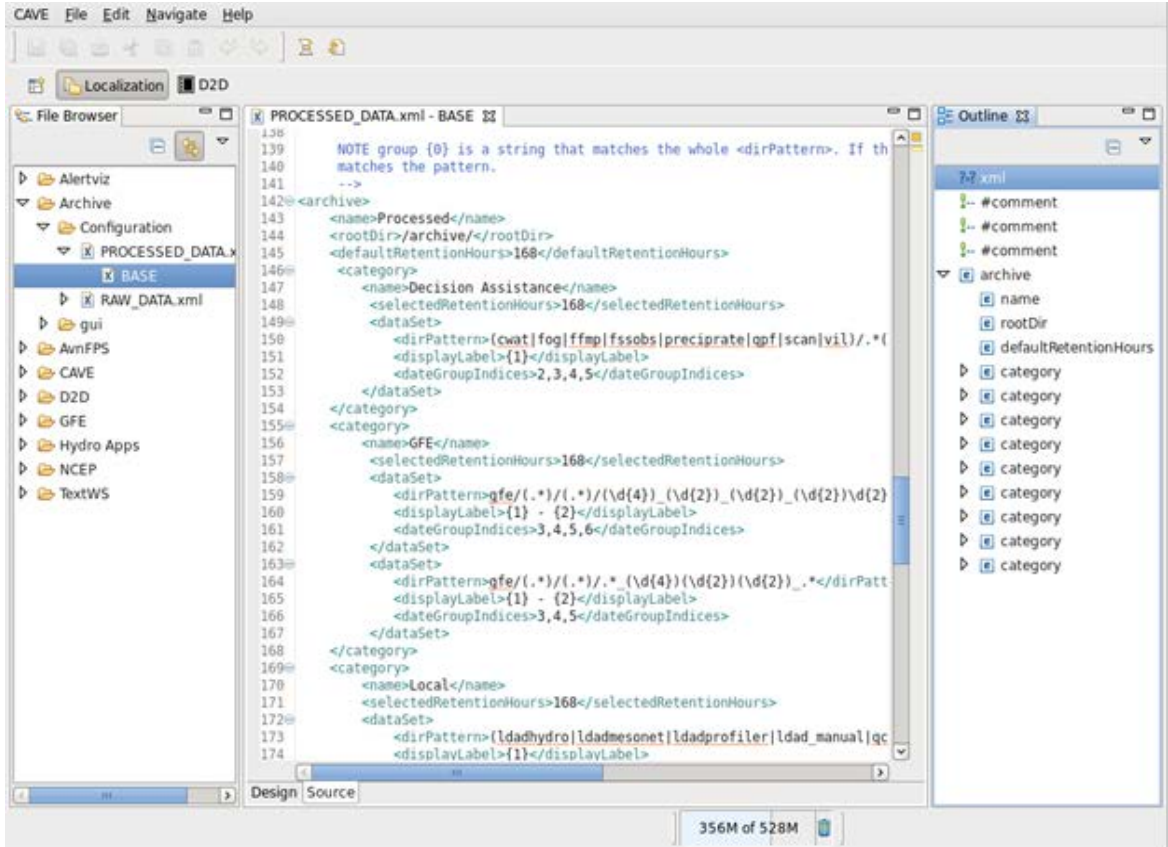 CAVE File Edit Navigate Help
Localization D2D
File Browser
Alertviz
Archive
Configuration
PROCESSED_DATA.x
BASE
RAW_DATA.xml
gui
AvnFPS
CAVE
D2D
GFE
Hydro Apps
NCEP
TextWS
PROCESSED_DATA.xml - BASE
138
139 NOTE group {0} is a string that matches the whole <dirPattern>. If th
140 matches the pattern.
141 -->
142 <archive>
143 <name>Processed</name>
144 <rootDir>/archive/</rootDir>
145 <defaultRetentionHours>168</defaultRetentionHours>
146 <category>
147 <name>Decision Assistance</name>
148 <selectedRetentionHours>168</selectedRetentionHours>
149 <dataSet>
150 <dirPattern>(cwat|fog|ffmp|fssobs|preciprate|qpf|scan|vil)/.*(
151 <displayLabel>{1}</displayLabel>
152 <dateGroupIndices>2,3,4,5</dateGroupIndices>
153 </dataSet>
154 </category>
155 <category>
156 <name>GFE</name>
157 <selectedRetentionHours>168</selectedRetentionHours>
158 <dataSet>
159 <dirPattern>gfe/(.*)/(.*)/(\d{4})_(\d{2})_(\d{2})_(\d{2})\d{2}
160 <displayLabel>{1} - {2}</displayLabel>
161 <dateGroupIndices>3,4,5,6</dateGroupIndices>
162 </dataSet>
163 <dataSet>
164 <dirPattern>gfe/(.*)/(.*)/.*_(\d{4})(\d{2})(\d{2})_.*</dirPatt
165 <displayLabel>{1} - {2}</displayLabel>
166 <dateGroupIndices>3,4,5</dateGroupIndices>
167 </dataSet>
168 </category>
169 <category>
170 <name>Local</name>
171 <selectedRetentionHours>168</selectedRetentionHours>
172 <dataSet>
173 <dirPattern>(ldadhydro|ldadmesonet|ldadprofiler|ldad_manual|qc
174 <displayLabel>{1}</displayLabel>
Design Source
Outline
?=? xml
#comment
#comment
#comment
archive
name
rootDir
defaultRetentionHours
category
category
category
category
category
category
category
category
category
356M of 528M